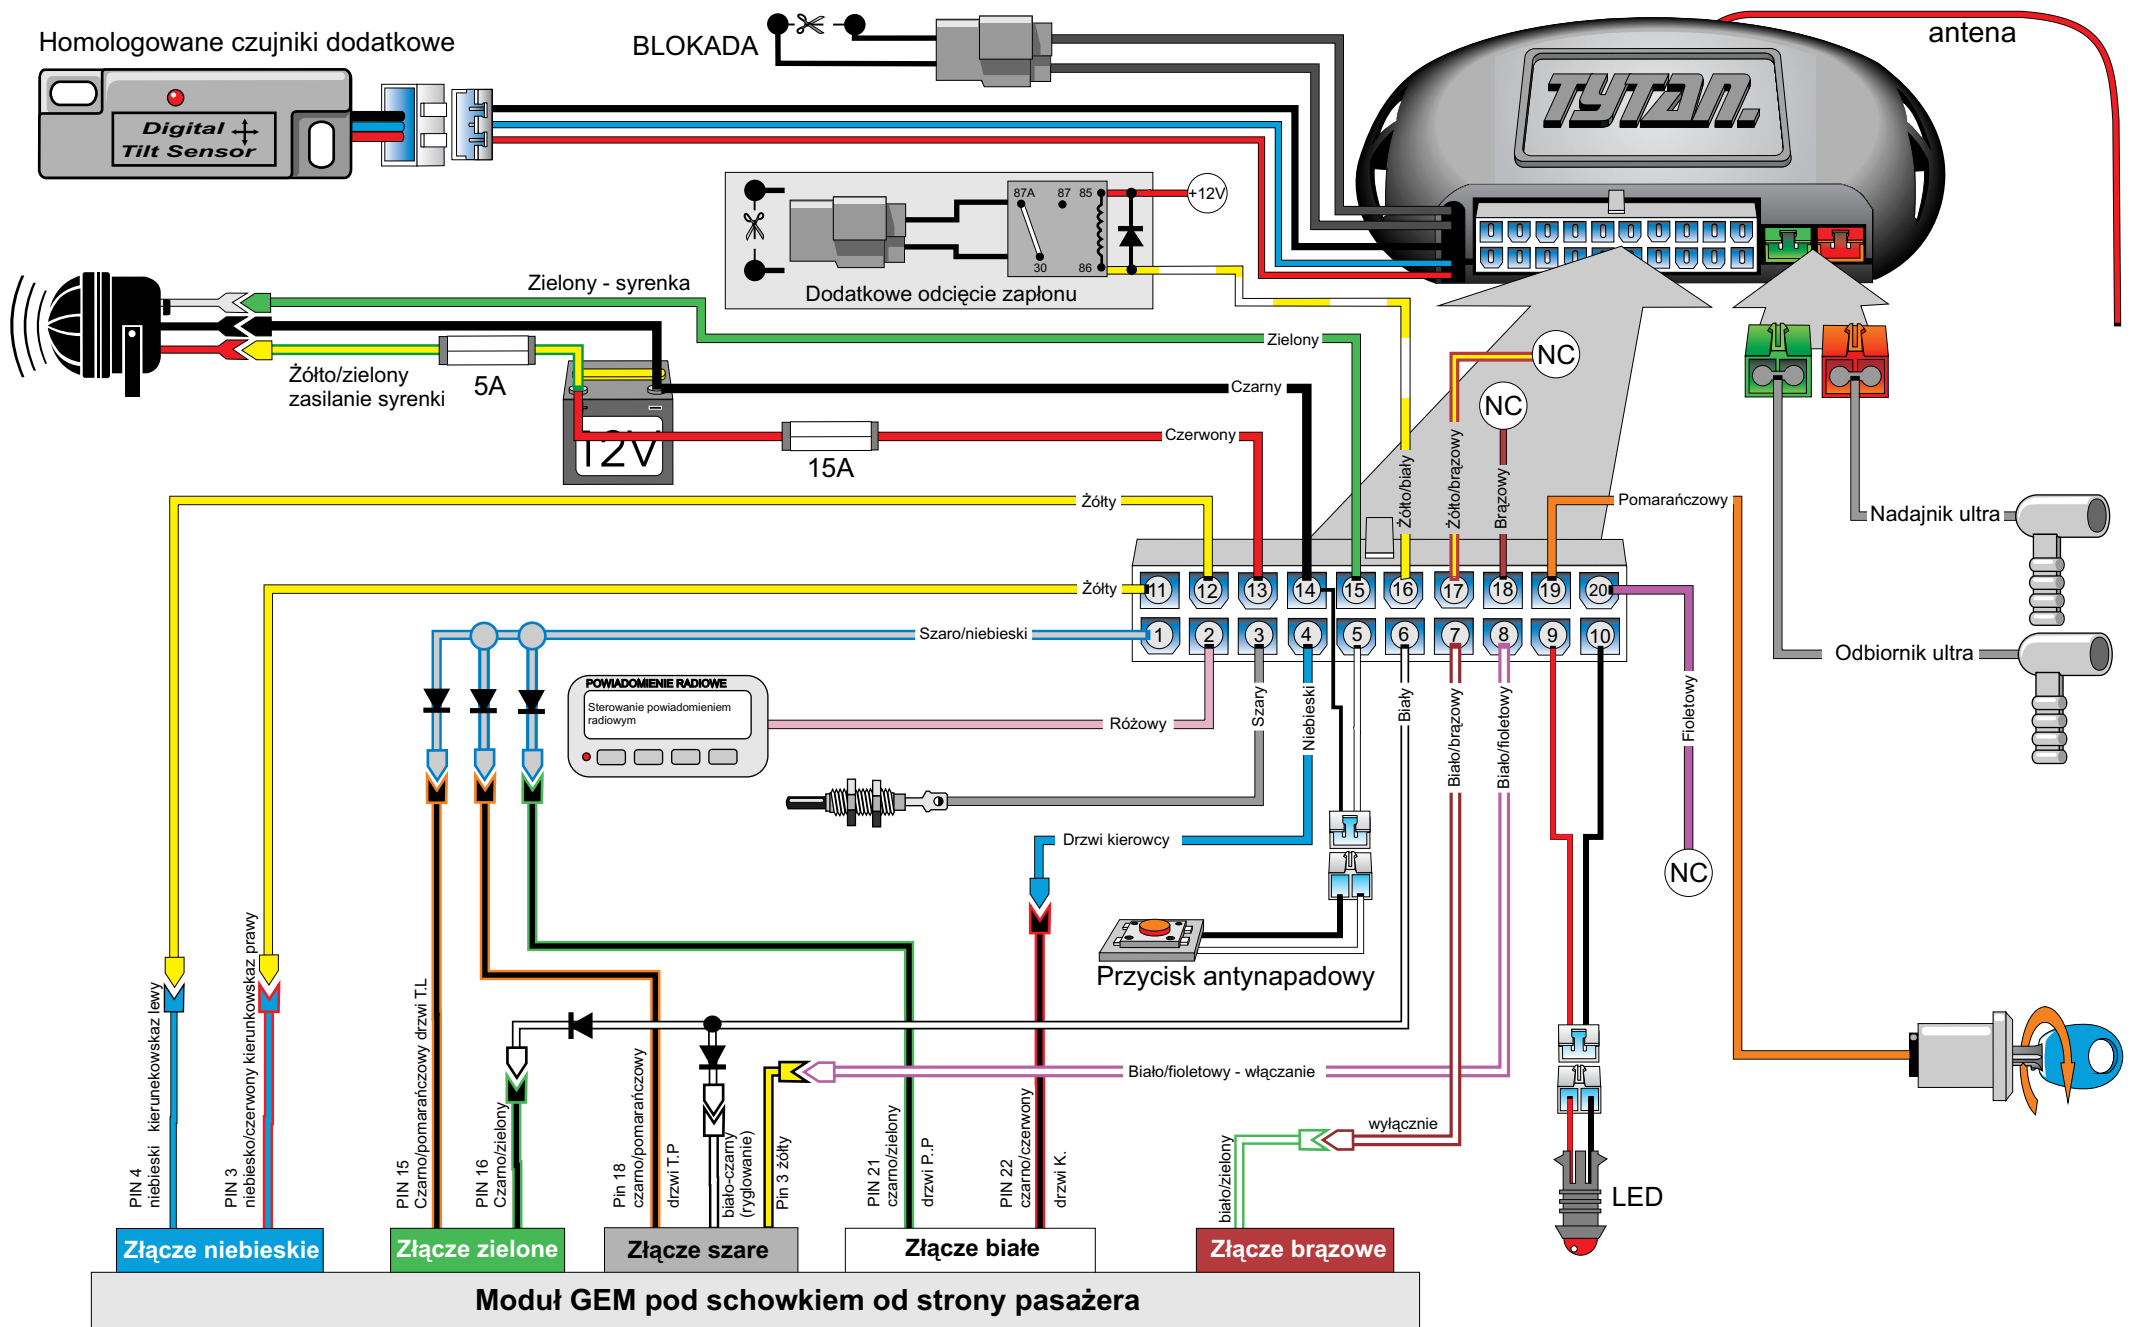 Homologowane czujniki dodatkowe
Digital
Tilt Sensor
BLOKADA
TYTAN.
antena
87A 87 85
+12V
30 86
Dodatkowe odcięcie zapłonu
Zielony - syrenka
Żółto/zielony
zasilanie syrenki
5A
12V
15A
Zielony
Czarny
Czerwony
Żółty
Żółty
Szaro/niebieski
Różowy
Żółto/biały
Żółto/brązowy
NC
Brązowy
NC
Pomarańczowy
Nadajnik ultra
Odbiornik ultra
11 12 13 14 15 16 17 18 19 20
1 2 3 4 5 6 7 8 9 10
POWIADOMIENIE RADIOWE
Sterowanie powiadomieniem
radiowym
Szary
Niebieski
Biały
Biało/brązowy
Biało/fioletowy
Fioletowy
NC
Drzwi kierowcy
Przycisk antynapadowy
Biało/fioletowy - włączanie
wyłącznie
LED
PIN 4
niebieski kierunekowskaz lewy
PIN 3
niebiesko/czerwony kierunkowskaz prawy
PIN 15
Czarno/pomarańczowy drzwi T.L
PIN 16
Czarno/zielony
Pin 18
czarno/pomarańczowy
drzwi T.P
biało-czarny
(ryglowanie)
Pin 3 żółty
PIN 21
czarno/zielony
drzwi P.P
PIN 22
czarno/czerwony
drzwi K.
biało/zielony
Złącze niebieskie
Złącze zielone
Złącze szare
Złącze białe
Złącze brązowe
Moduł GEM pod schowkiem od strony pasażera